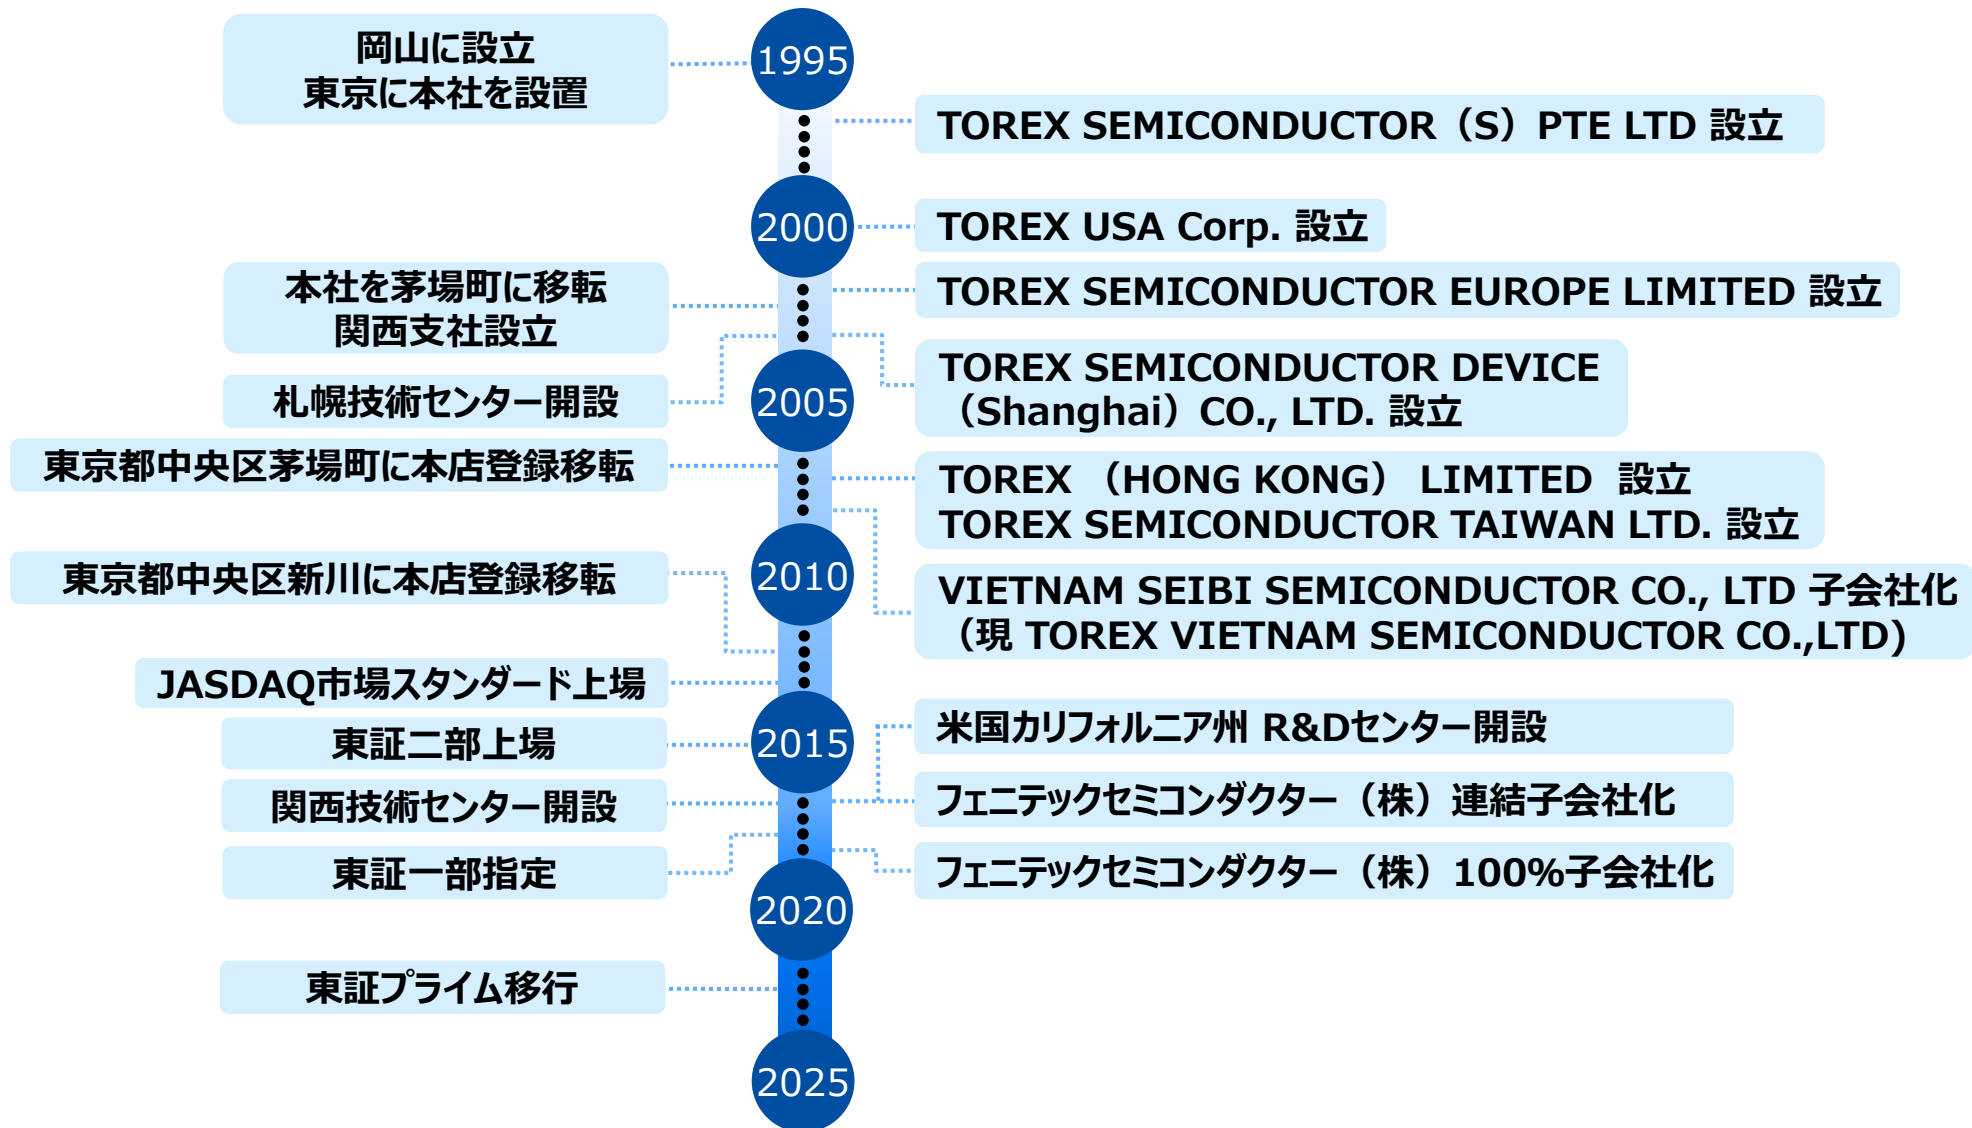 1995
岡山に設立
東京に本社を設置
TOREX SEMICONDUCTOR（S）PTE LTD 設立
2000
TOREX USA Corp. 設立
本社を茅場町に移転
関西支社設立
TOREX SEMICONDUCTOR EUROPE LIMITED 設立
札幌技術センター開設
TOREX SEMICONDUCTOR DEVICE
（Shanghai）CO., LTD. 設立
2005
東京都中央区茅場町に本店登録移転
TOREX （HONG KONG） LIMITED 設立
TOREX SEMICONDUCTOR TAIWAN LTD. 設立
2010
東京都中央区新川に本店登録移転
VIETNAM SEIBI SEMICONDUCTOR CO., LTD 子会社化
（現 TOREX VIETNAM SEMICONDUCTOR CO.,LTD)
JASDAQ市場スタンダード上場
2015
東証二部上場
米国カリフォルニア州 R&Dセンター開設
関西技術センター開設
フェニテックセミコンダクター（株）連結子会社化
東証一部指定
フェニテックセミコンダクター（株）100%子会社化
2020
東証プライム移行
2025